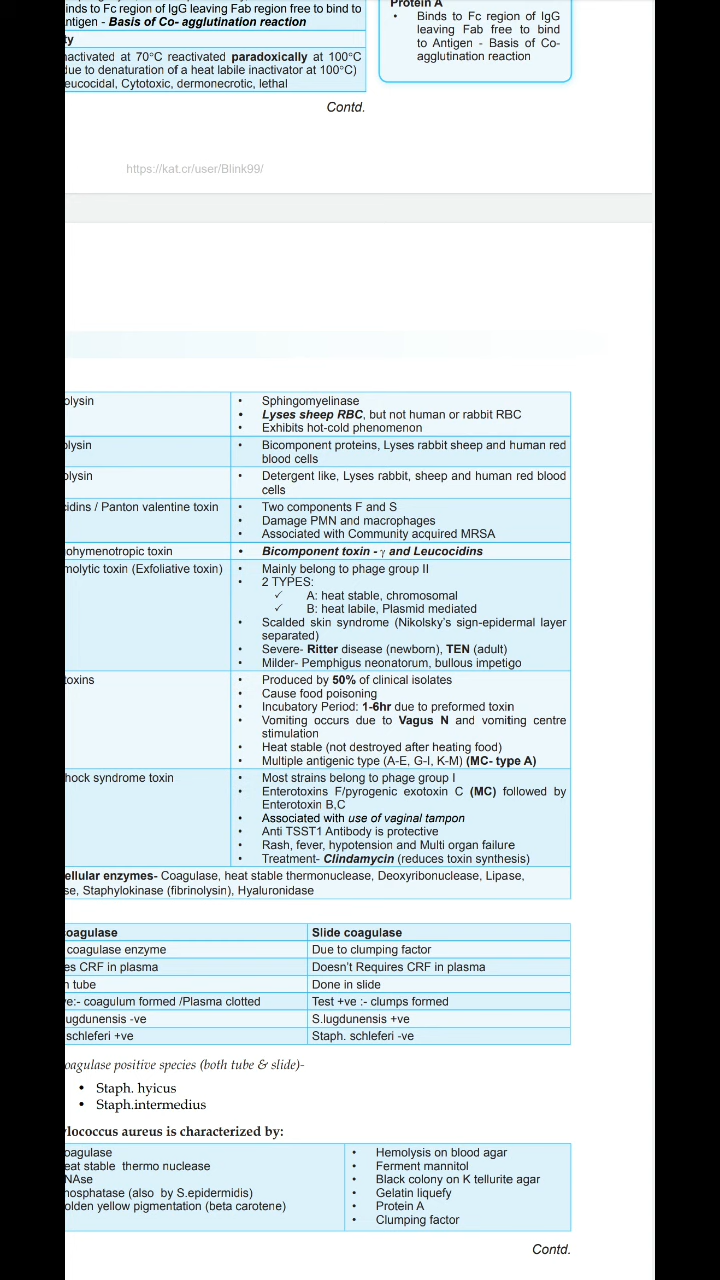 inds to Fc region of IgG leaving Fab region free to bind to
ntigen - Basis of Co- agglutination reaction
ty
nactivated at 70°C reactivated paradoxically at 100°C
due to denaturation of a heat labile inactivator at 100°C)
eucocidal, Cytotoxic, dermonecrotic, lethal
Protein A
• Binds to Fc region of IgG
leaving Fab free to bind
to Antigen - Basis of Co-
agglutination reaction
Contd.
https://kat.cr/user/Blink99/
olysin
• Sphingomyelinase
• Lyses sheep RBC, but not human or rabbit RBC
• Exhibits hot-cold phenomenon
olysin
• Bicomponent proteins, Lyses rabbit sheep and human red
blood cells
olysin
• Detergent like, Lyses rabbit, sheep and human red blood
cells
cidins / Panton valentine toxin
• Two components F and S
• Damage PMN and macrophages
• Associated with Community acquired MRSA
ohymenotropic toxin
• Bicomponent toxin - γ and Leucocidins
molytic toxin (Exfoliative toxin)
• Mainly belong to phage group II
• 2 TYPES:
✓ A: heat stable, chromosomal
✓ B: heat labile, Plasmid mediated
• Scalded skin syndrome (Nikolsky's sign-epidermal layer
separated)
• Severe- Ritter disease (newborn), TEN (adult)
• Milder- Pemphigus neonatorum, bullous impetigo
toxins
• Produced by 50% of clinical isolates
• Cause food poisoning
• Incubatory Period: 1-6hr due to preformed toxin
• Vomiting occurs due to Vagus N and vomiting centre
stimulation
• Heat stable (not destroyed after heating food)
• Multiple antigenic type (A-E, G-I, K-M) (MC- type A)
hock syndrome toxin
• Most strains belong to phage group I
• Enterotoxins F/pyrogenic exotoxin C (MC) followed by
Enterotoxin B,C
• Associated with use of vaginal tampon
• Anti TSST1 Antibody is protective
• Rash, fever, hypotension and Multi organ failure
• Treatment- Clindamycin (reduces toxin synthesis)
ellular enzymes- Coagulase, heat stable thermonuclease, Deoxyribonuclease, Lipase,
se, Staphylokinase (fibrinolysin), Hyaluronidase
oagulase
Slide coagulase
coagulase enzyme
Due to clumping factor
es CRF in plasma
Doesn't Requires CRF in plasma
n tube
Done in slide
ve:- coagulum formed /Plasma clotted
Test +ve :- clumps formed
lugdunensis -ve
S.lugdunensis +ve
schleferi +ve
Staph. schleferi -ve
oagulase positive species (both tube & slide)-
• Staph. hyicus
• Staph.intermedius
ylococcus aureus is characterized by:
oagulase
eat stable thermo nuclease
NAse
hosphatase (also by S.epidermidis)
olden yellow pigmentation (beta carotene)
• Hemolysis on blood agar
• Ferment mannitol
• Black colony on K tellurite agar
• Gelatin liquefy
• Protein A
• Clumping factor
Contd.